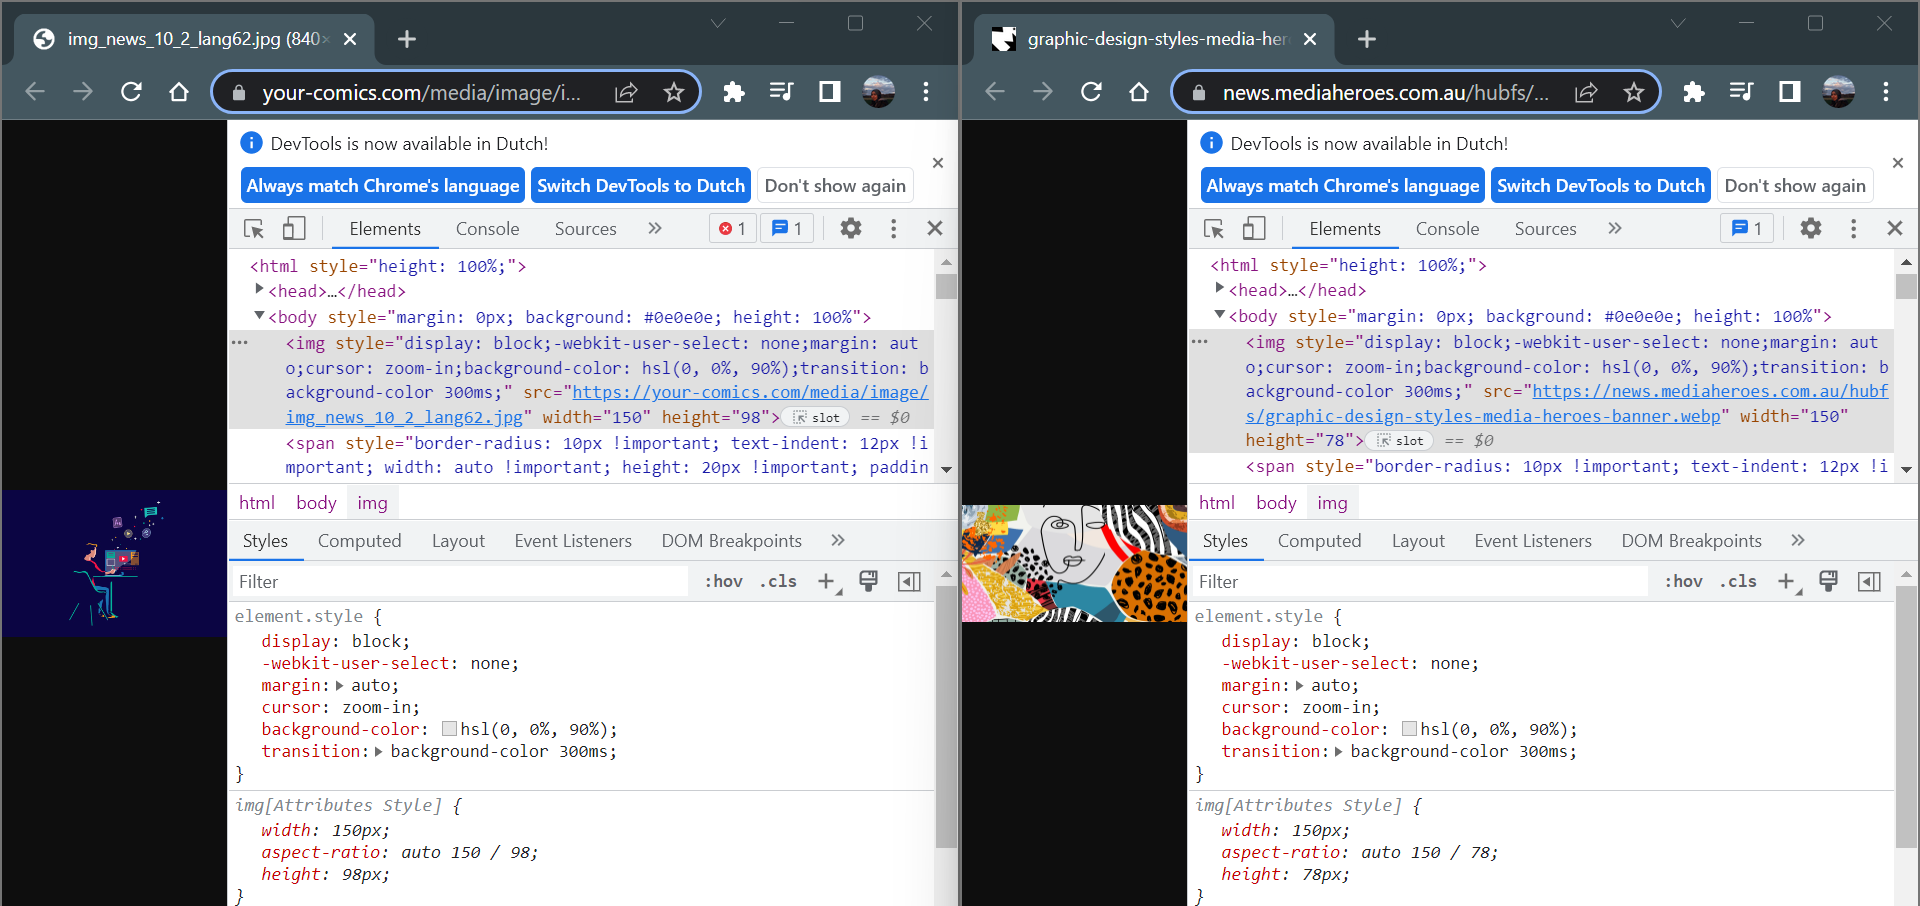 img_news_10_2_lang62.jpg (840×
your-comics.com/media/image/i...
DevTools is now available in Dutch!
Always match Chrome's language
Switch DevTools to Dutch
Don't show again
Elements
Console
Sources
1
1
<html style="height: 100%;">
<head>…</head>
<body style="margin: 0px; background: #0e0e0e; height: 100%">
<img style="display: block;-webkit-user-select: none;margin: aut
o;cursor: zoom-in;background-color: hsl(0, 0%, 90%);transition: b
ackground-color 300ms;" src="https://your-comics.com/media/image/
img_news_10_2_lang62.jpg" width="150" height="98"> slot == $0
<span style="border-radius: 10px !important; text-indent: 12px !i
mportant; width: auto !important; height: 20px !important; paddin
html body img
Styles
Computed
Layout
Event Listeners
DOM Breakpoints
Filter
:hov .cls
element.style {
display: block;
-webkit-user-select: none;
margin: auto;
cursor: zoom-in;
background-color: hsl(0, 0%, 90%);
transition: background-color 300ms;
}
img[Attributes Style] {
width: 150px;
aspect-ratio: auto 150 / 98;
height: 98px;
}
graphic-design-styles-media-her
news.mediaheroes.com.au/hubfs/...
DevTools is now available in Dutch!
Always match Chrome's language
Switch DevTools to Dutch
Don't show again
Elements
Console
Sources
1
<html style="height: 100%;">
<head>…</head>
<body style="margin: 0px; background: #0e0e0e; height: 100%">
<img style="display: block;-webkit-user-select: none;margin: aut
o;cursor: zoom-in;background-color: hsl(0, 0%, 90%);transition: b
ackground-color 300ms;" src="https://news.mediaheroes.com.au/hubf
s/graphic-design-styles-media-heroes-banner.webp" width="150"
height="78"> slot == $0
<span style="border-radius: 10px !important; text-indent: 12px !i
html body img
Styles
Computed
Layout
Event Listeners
DOM Breakpoints
Filter
:hov .cls
element.style {
display: block;
-webkit-user-select: none;
margin: auto;
cursor: zoom-in;
background-color: hsl(0, 0%, 90%);
transition: background-color 300ms;
}
img[Attributes Style] {
width: 150px;
aspect-ratio: auto 150 / 78;
height: 78px;
}